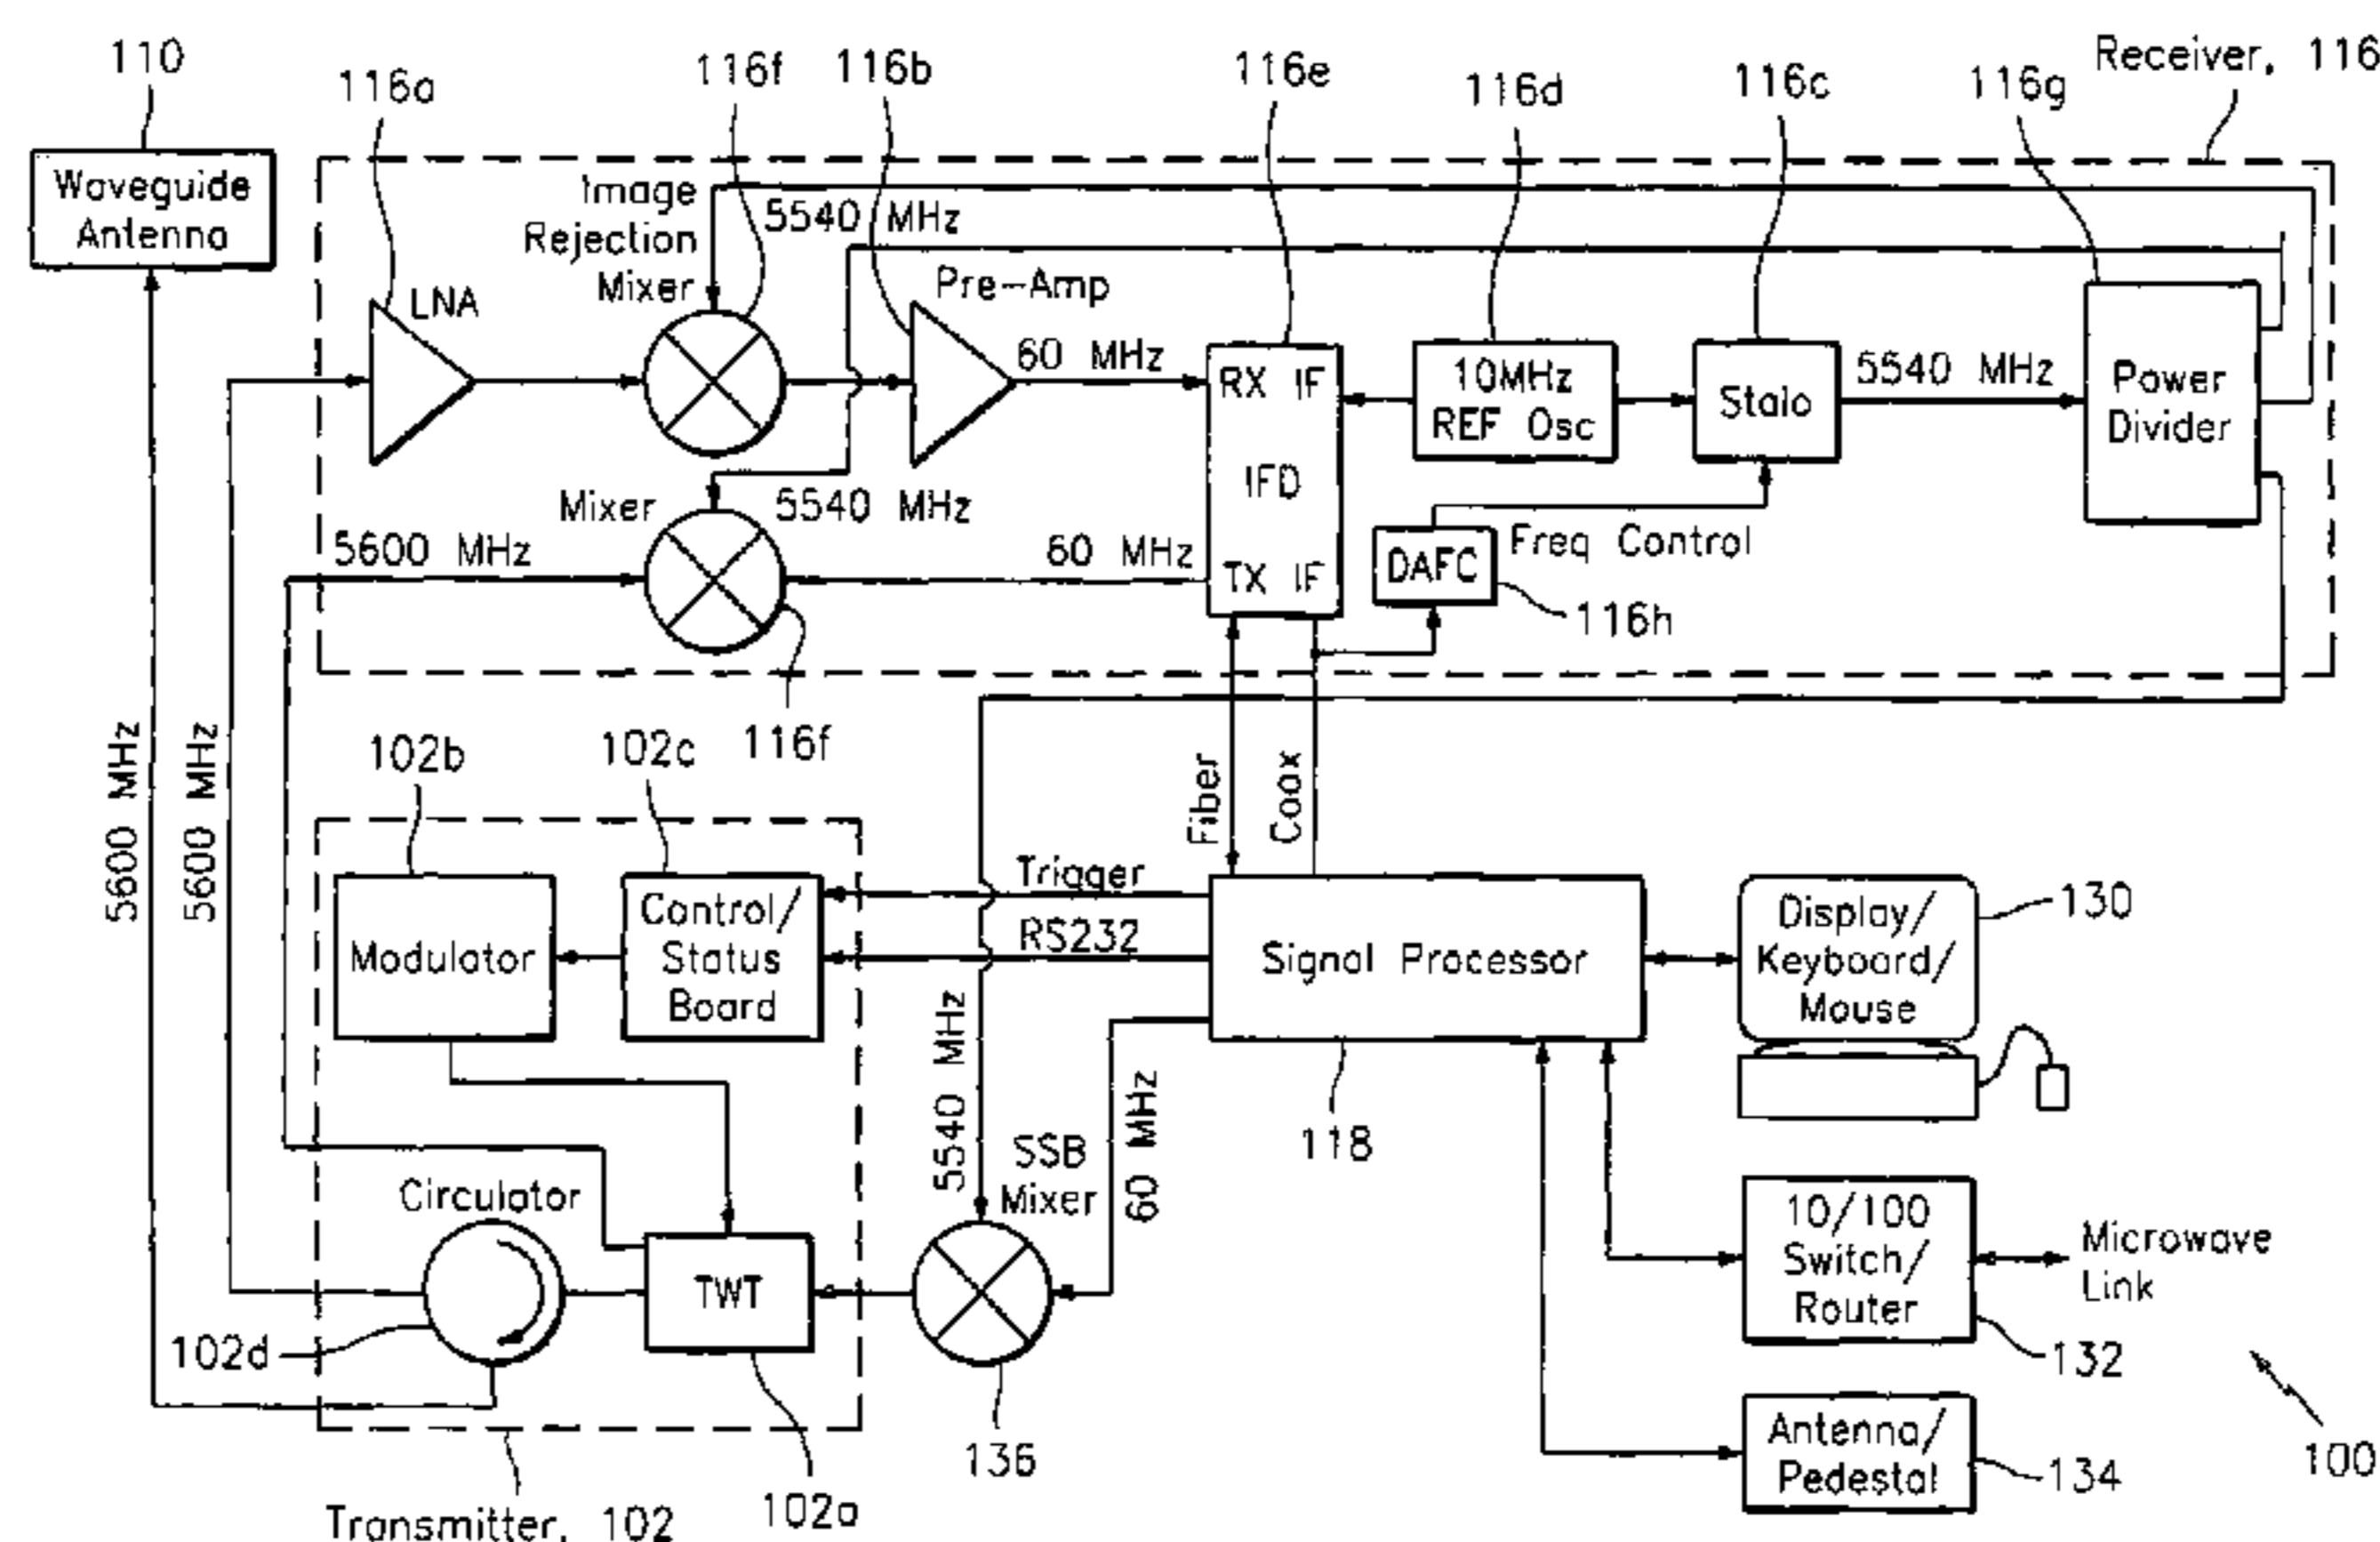 110
116a
116f
116b
116e
116d
116c
116g
Receiver, 116
Waveguide
Antenna
Image
Rejection
Mixer
5540 MHz
LNA
Pre-Amp
60 MHz
RX IF
IFD
TX IF
10MHz
REF Osc
Stalo
5540 MHz
Power
Divider
Mixer
5540 MHz
5600 MHz
60 MHz
DAFC
Freq Control
116h
116f
5600 MHz
5600 MHz
102b
102c
Fiber
Coax
Modulator
Control/
Status
Board
Trigger
RS232
Signal Processor
Display/
Keyboard/
Mouse
130
5540 MHz
SSB
Mixer
60 MHz
118
Circulator
TWT
102d
10/100
Switch/
Router
Microwave
Link
132
136
Antenna/
Pedestal
134
100
102a
Transmitter, 102